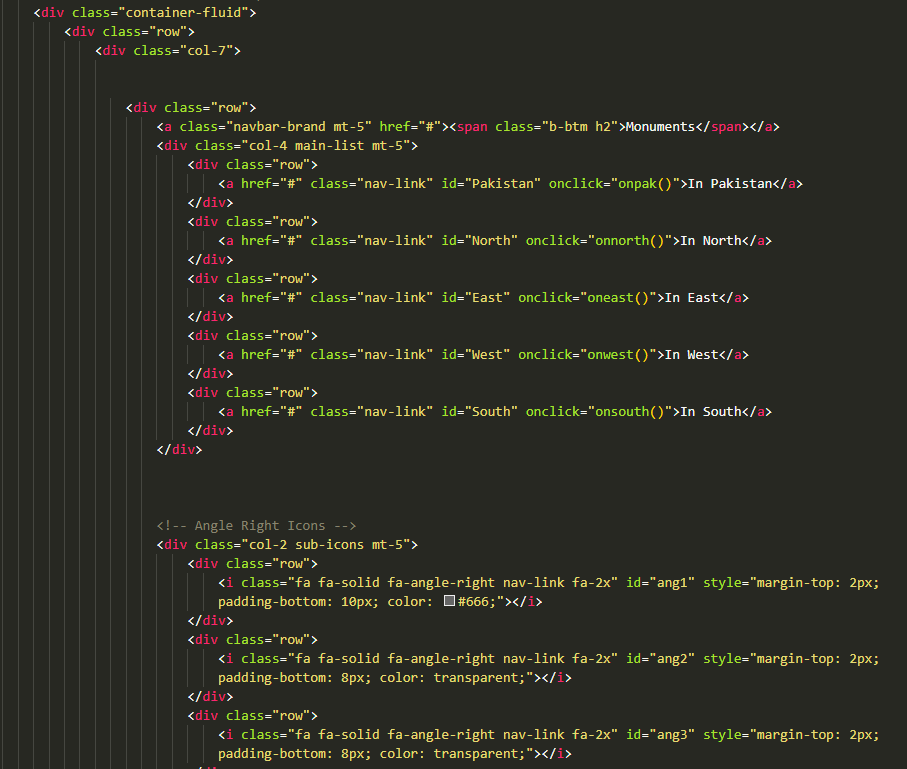 <div class="container-fluid">
<div class="row">
<div class="col-7">
<div class="row">
<a class="navbar-brand mt-5" href="#"><span class="b-btm h2">Monuments</span></a>
<div class="col-4 main-list mt-5">
<div class="row">
<a href="#" class="nav-link" id="Pakistan" onclick="onpak()">In Pakistan</a>
</div>
<div class="row">
<a href="#" class="nav-link" id="North" onclick="onnorth()">In North</a>
</div>
<div class="row">
<a href="#" class="nav-link" id="East" onclick="oneast()">In East</a>
</div>
<div class="row">
<a href="#" class="nav-link" id="West" onclick="onwest()">In West</a>
</div>
<div class="row">
<a href="#" class="nav-link" id="South" onclick="onsouth()">In South</a>
</div>
</div>
<!-- Angle Right Icons -->
<div class="col-2 sub-icons mt-5">
<div class="row">
<i class="fa fa-solid fa-angle-right nav-link fa-2x" id="ang1" style="margin-top: 2px;
padding-bottom: 10px; color: #666;"></i>
</div>
<div class="row">
<i class="fa fa-solid fa-angle-right nav-link fa-2x" id="ang2" style="margin-top: 2px;
padding-bottom: 8px; color: transparent;"></i>
</div>
<div class="row">
<i class="fa fa-solid fa-angle-right nav-link fa-2x" id="ang3" style="margin-top: 2px;
padding-bottom: 8px; color: transparent;"></i>